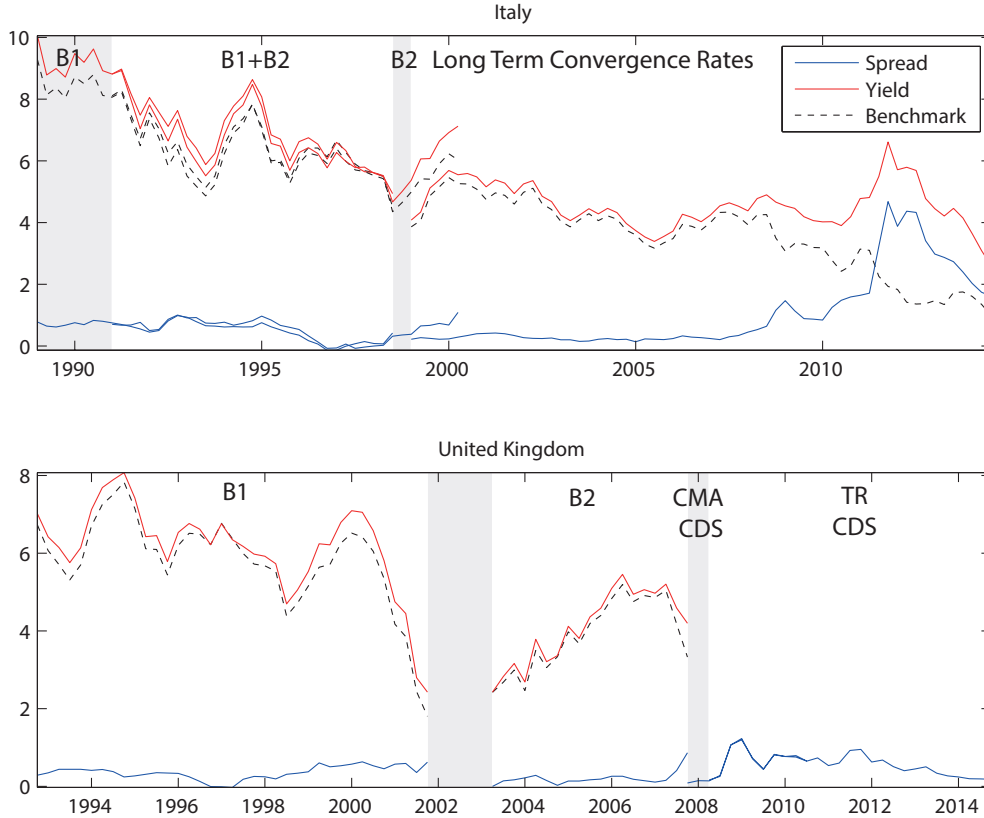 Italy
10
8
6
4
2
0
B1
B1+B2
B2
Long Term Convergence Rates
Spread
Yield
Benchmark
1990
1995
2000
2005
2010
United Kingdom
8
6
4
2
0
B1
B2
CMA
CDS
TR
CDS
1994
1996
1998
2000
2002
2004
2006
2008
2010
2012
2014